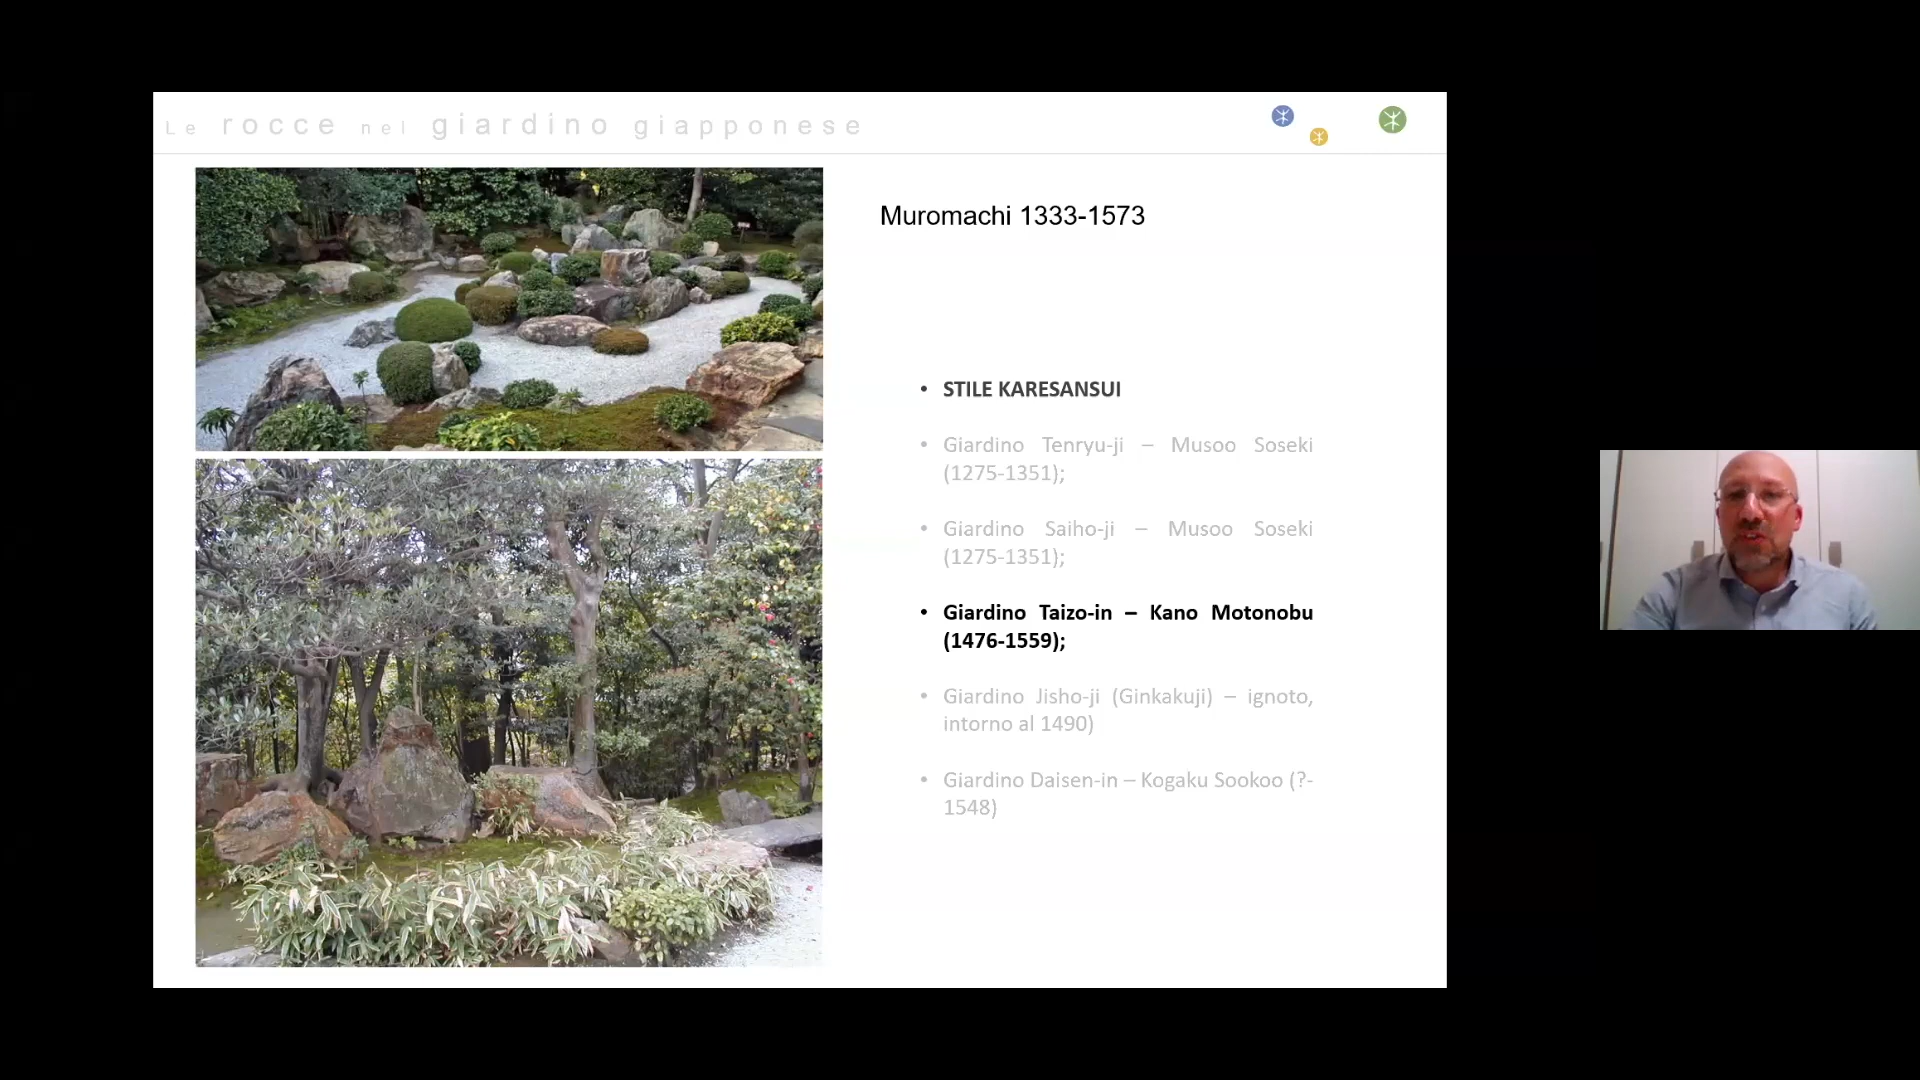 Le rocce nel giardino giapponese
Muromachi 1333-1573
• STILE KARESANSUI
• Giardino Tenryu-ji – Musoo Soseki
(1275-1351);
• Giardino Saiho-ji – Musoo Soseki
(1275-1351);
• Giardino Taizo-in – Kano Motonobu
(1476-1559);
• Giardino Jisho-ji (Ginkakuji) – ignoto,
intorno al 1490)
• Giardino Daisen-in – Kogaku Sookoo (?-
1548)